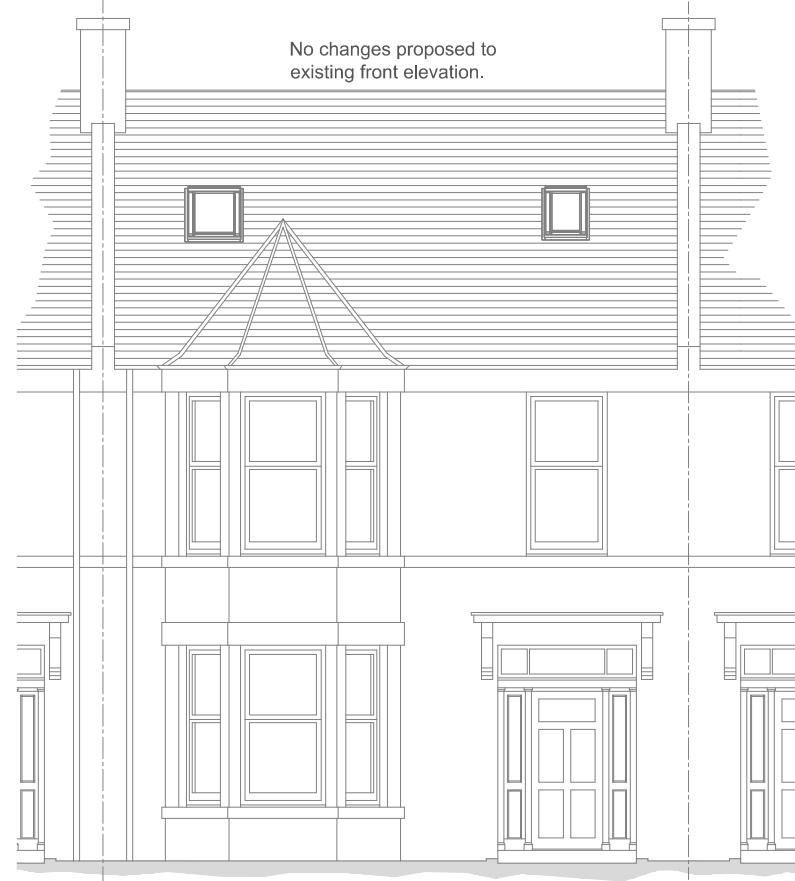 No changes proposed to
existing front elevation.